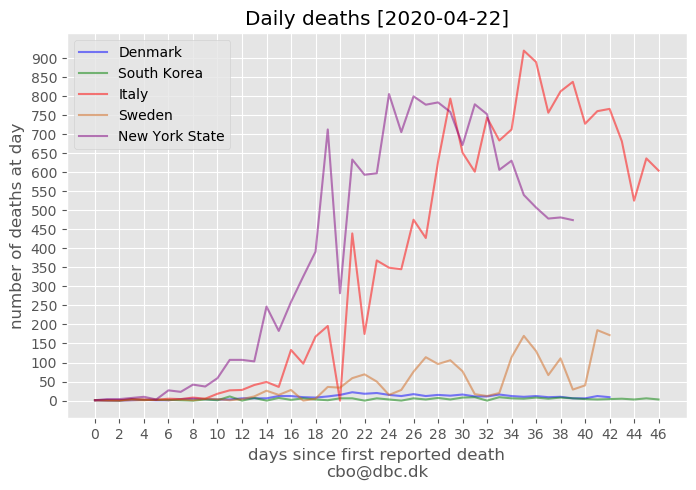 Daily deaths [2020-04-22]
Denmark
South Korea
Italy
Sweden
New York State
number of deaths at day
900
850
800
750
700
650
600
550
500
450
400
350
300
250
200
150
100
50
0
0 2 4 6 8 10 12 14 16 18 20 22 24 26 28 30 32 34 36 38 40 42 44 46
days since first reported death
cbo@dbc.dk